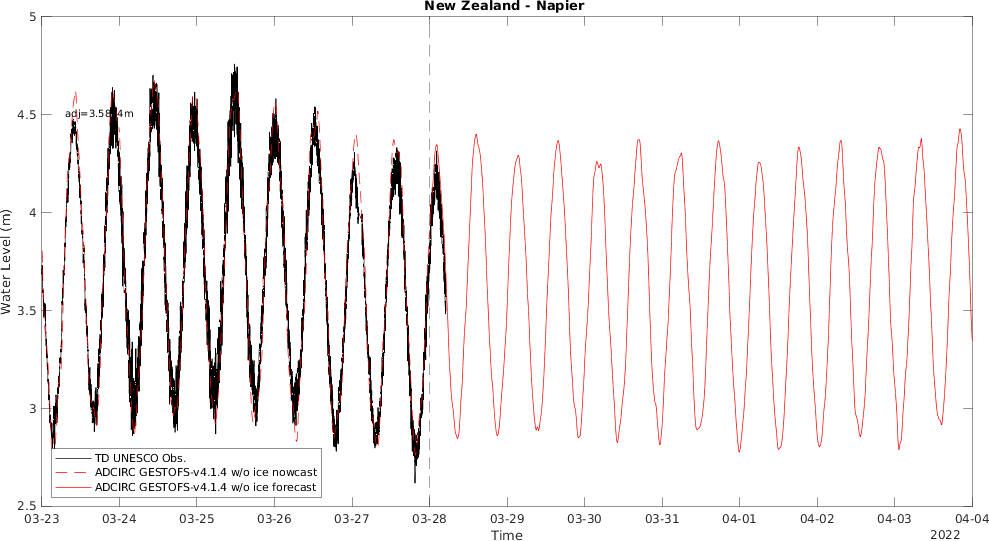 New Zealand - Napier
5
4.5
4
3.5
3
2.5
Water Level (m)
TD UNESCO Obs.
ADCIRC GESTOFS-v4.1.4 w/o ice nowcast
ADCIRC GESTOFS-v4.1.4 w/o ice forecast
03-23 03-24 03-25 03-26 03-27 03-28 03-29 03-30 03-31 04-01 04-02 04-03 04-04
Time
2022